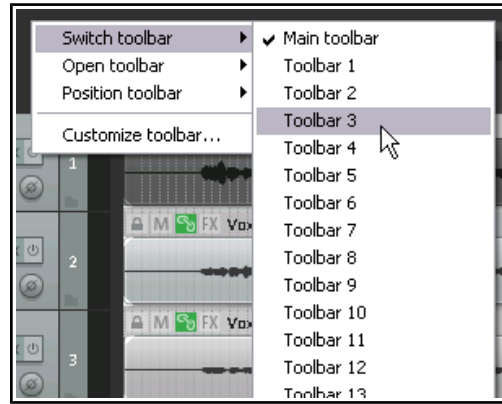 Switch toolbar
Open toolbar
Position toolbar
Customize toolbar...
Main toolbar
Toolbar 1
Toolbar 2
Toolbar 3
Toolbar 4
Toolbar 5
Toolbar 6
Toolbar 7
Toolbar 8
Toolbar 9
Toolbar 10
Toolbar 11
Toolbar 12
Toolbar 13
1
2
M FX
3
M FX